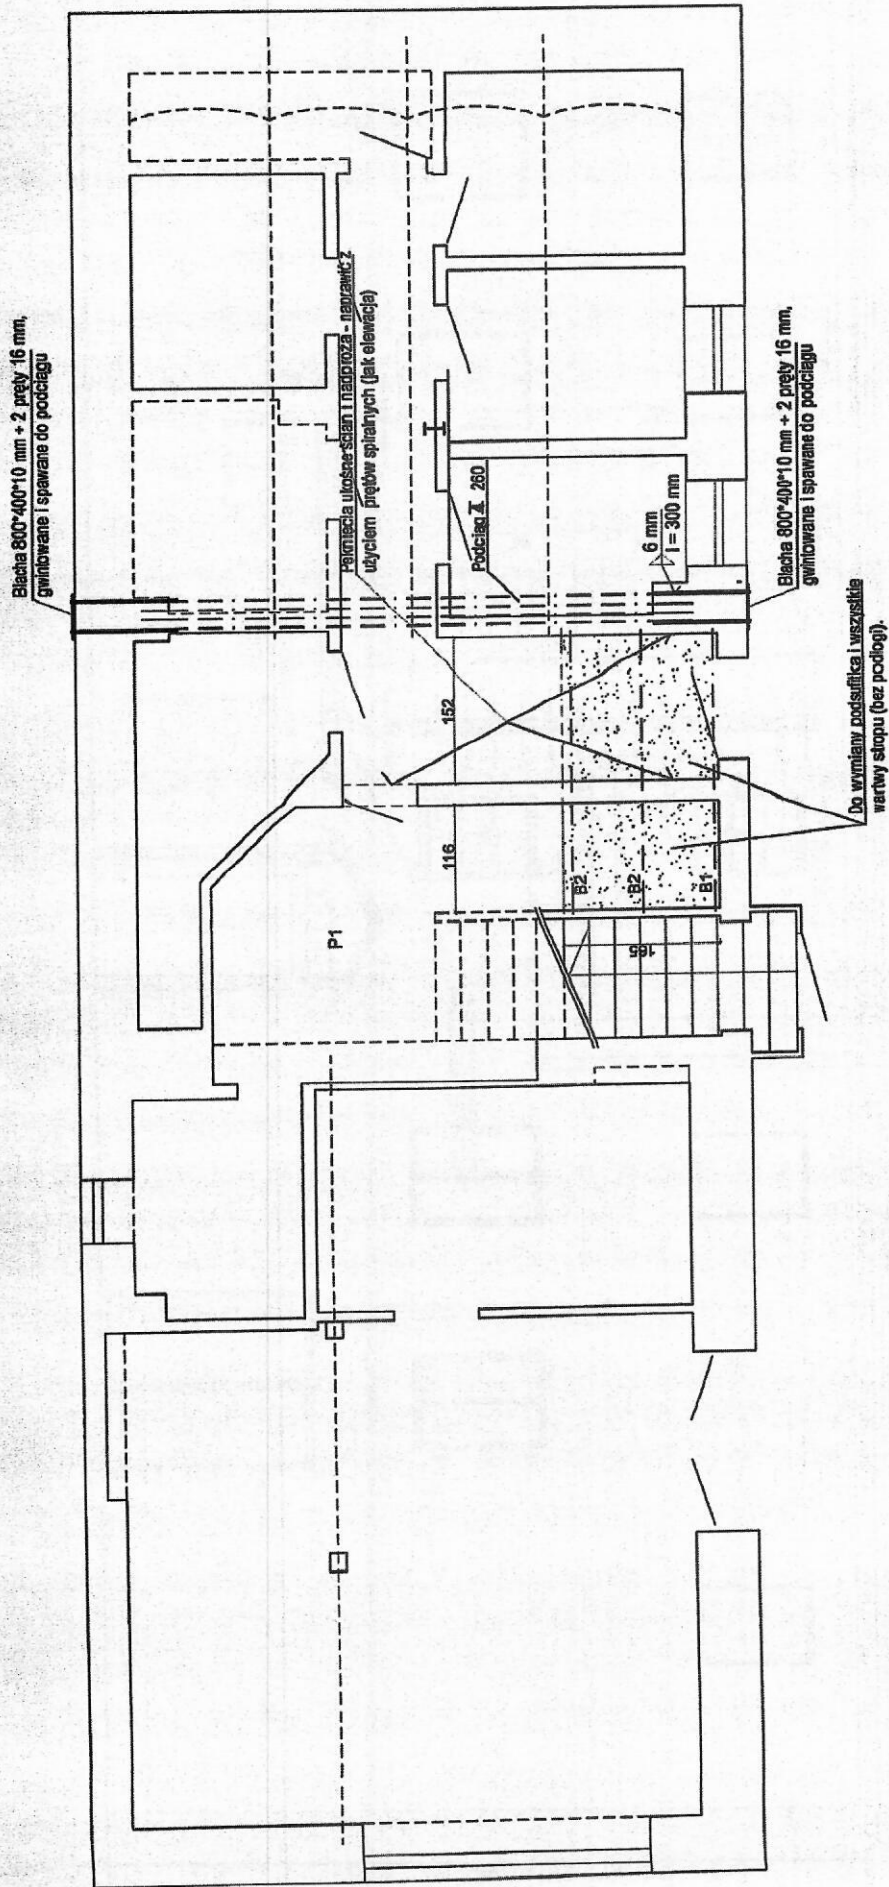 Blacha 800*400*10 mm + 2 pręty 16 mm,
gwintowane i spawane do podciągu
Pęknięcia ukośne ścian i nadproża - naprawić z
użyciem prętów spiralnych (jak elewacja)
Podciąg 260
6 mm
l = 300 mm
Blacha 800*400*10 mm + 2 pręty 16 mm,
gwintowane i spawane do podciągu
152
116
P1
B2
B2
B1
165
Do wymiany podsufitka i wszystkie
wartwy stropu (bez podłogi).